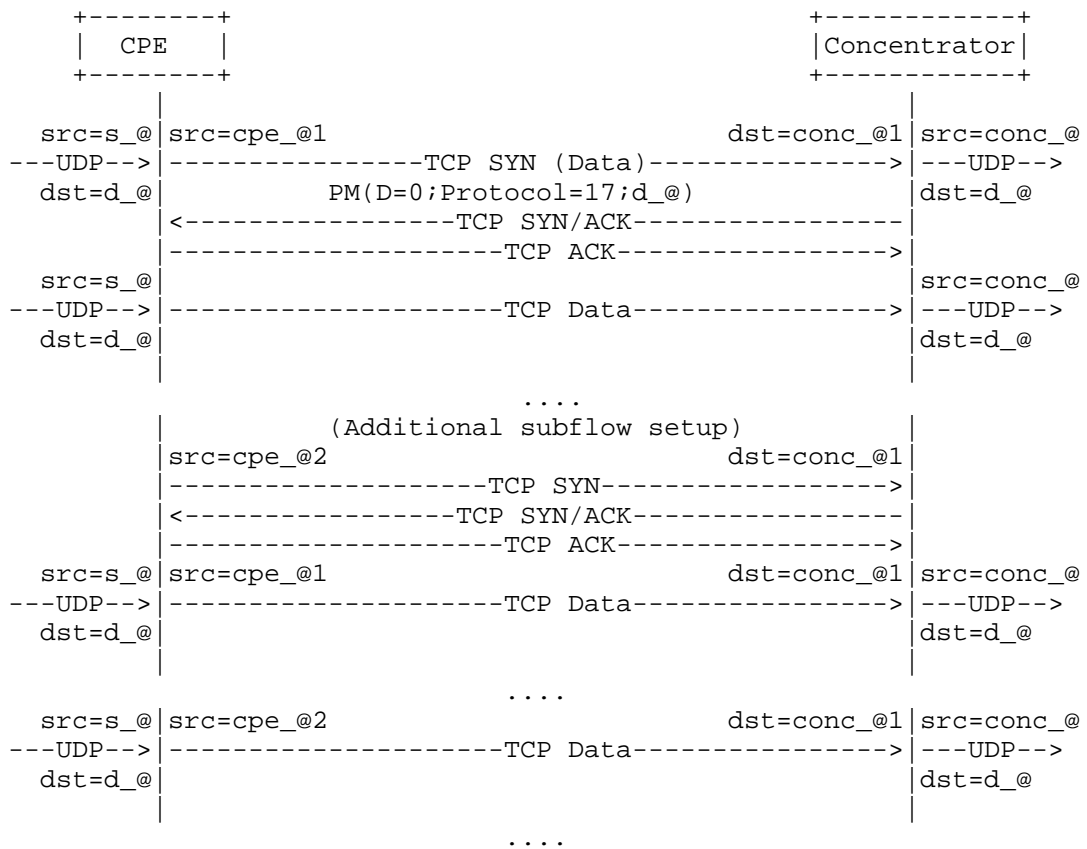 +--------+                                     +------------+
|  CPE   |                                     |Concentrator|
+--------+                                     +------------+
|                                              |
src=s_@|src=cpe_@1                         dst=conc_@1|src=conc_@
---UDP-->|----------------TCP SYN (Data)---------------->|---UDP-->
dst=d_@|          PM(D=0;Protocol=17;d_@)             |dst=d_@
|<-----------------TCP SYN/ACK-----------------|
|---------------------TCP ACK----------------->|
src=s_@|                                              |src=conc_@
---UDP-->|---------------------TCP Data---------------->|---UDP-->
dst=d_@|                                              |dst=d_@
|                                              |
....
|          (Additional subflow setup)           |
|src=cpe_@2                         dst=conc_@1|
|--------------------TCP SYN------------------>|
|<-----------------TCP SYN/ACK-----------------|
|---------------------TCP ACK----------------->|
src=s_@|src=cpe_@1                         dst=conc_@1|src=conc_@
---UDP-->|---------------------TCP Data---------------->|---UDP-->
dst=d_@|                                              |dst=d_@
|                                              |
....
src=s_@|src=cpe_@2                         dst=conc_@1|src=conc_@
---UDP-->|---------------------TCP Data---------------->|---UDP-->
dst=d_@|                                              |dst=d_@
|                                              |
....